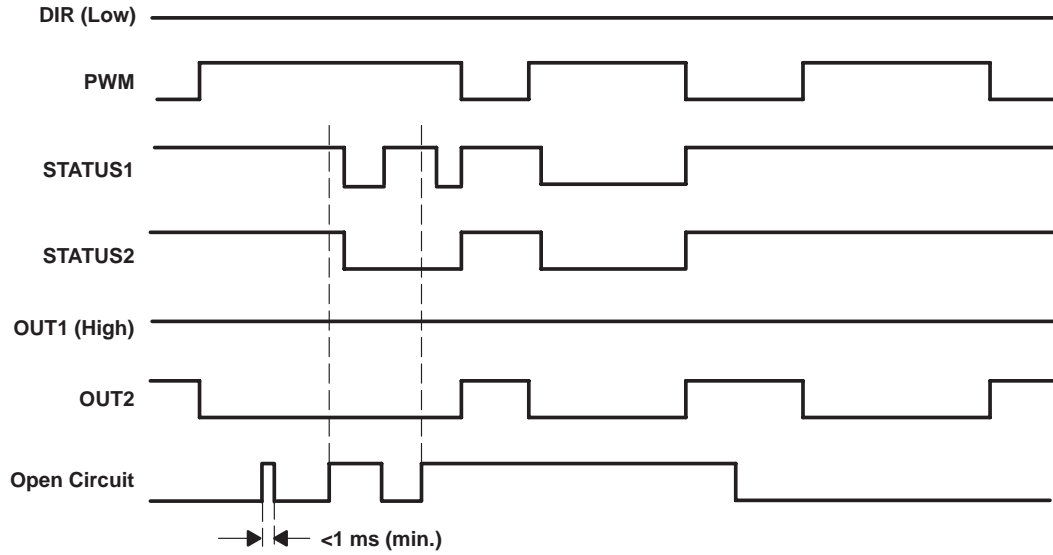 DIR (Low)
PWM
STATUS1
STATUS2
OUT1 (High)
OUT2
Open Circuit
<1 ms (min.)